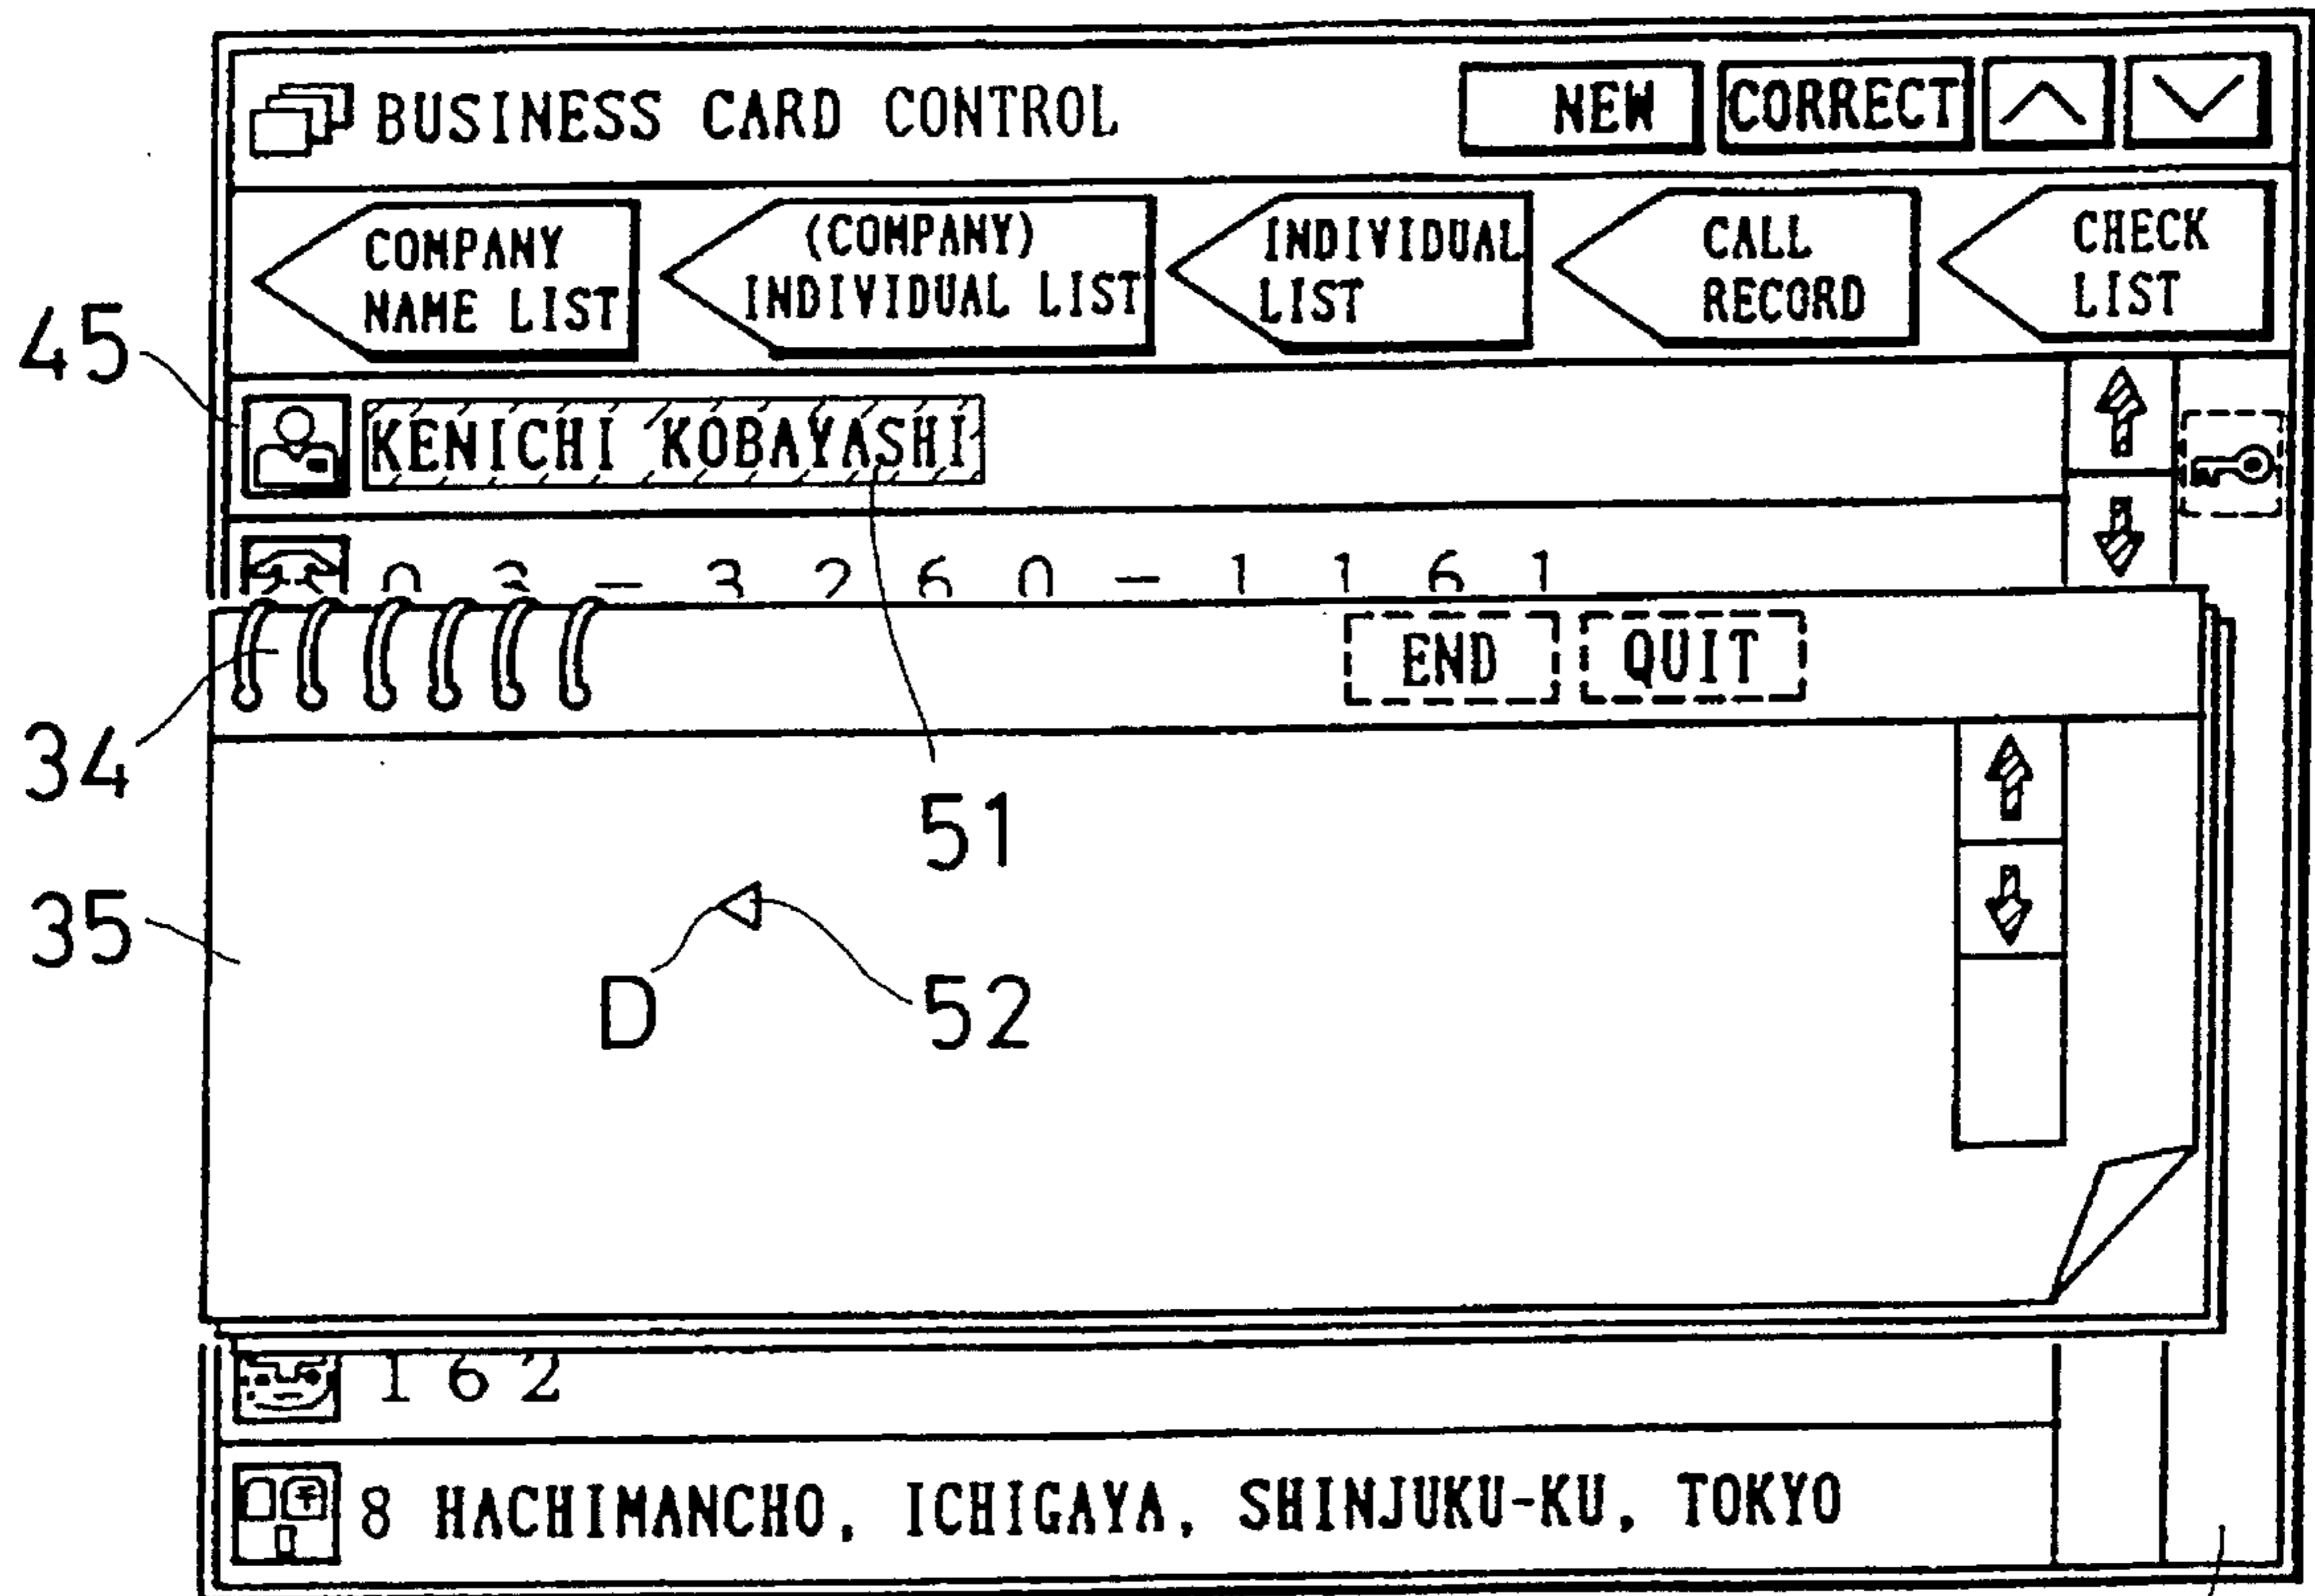 BUSINESS CARD CONTROL NEW CORRECT
COMPANY NAME LIST
(COMPANY) INDIVIDUAL LIST
INDIVIDUAL LIST
CALL RECORD
CHECK LIST
45
KENICHI KOBAYASHI
03-3260-1161
34
END QUIT
51
35
D
52
162
8 HACHIMANCHO, ICHIGAYA, SHINJUKU-KU, TOKYO